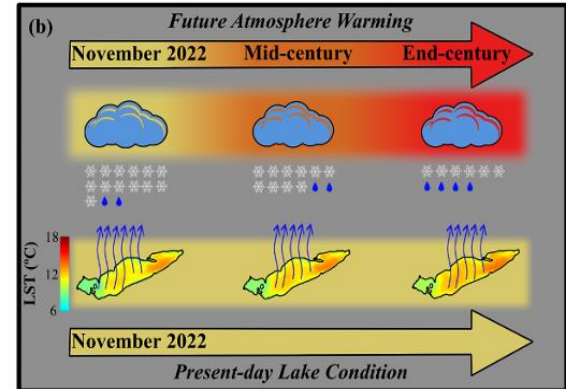 (b)
Future Atmosphere Warming
November 2022 Mid-century End-century
18
12
6
LST (°C)
November 2022
Present-day Lake Condition